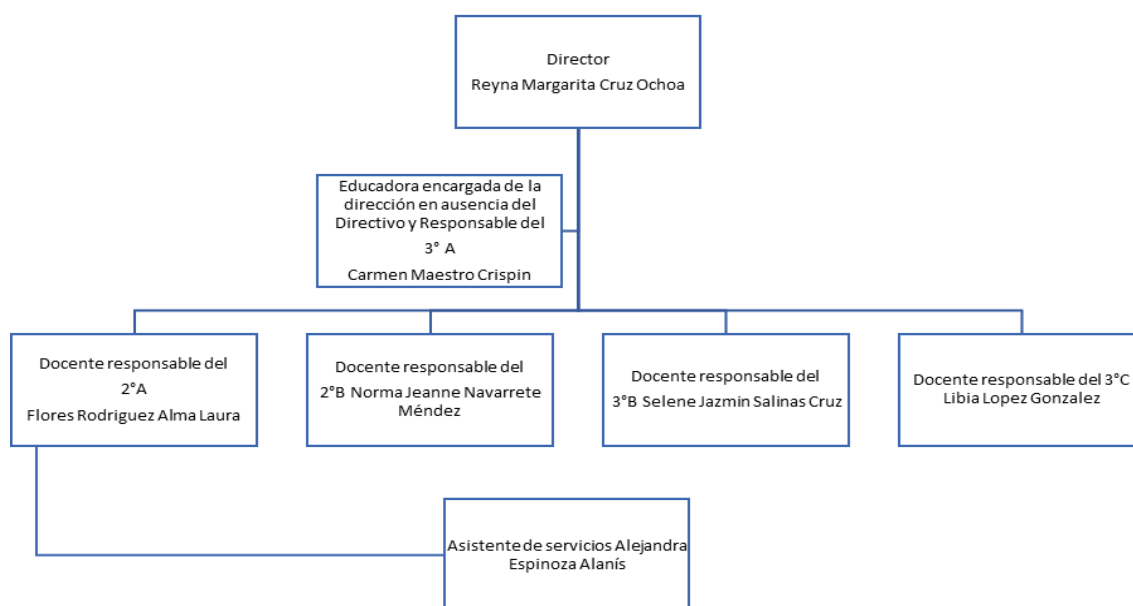 Director
Reyna Margarita Cruz Ochoa
Educadora encargada de la
dirección en ausencia del
Directivo y Responsable del
3° A
Carmen Maestro Crispin
Docente responsable del
2°A
Flores Rodriguez Alma Laura
Docente responsable del
2°B Norma Jeanne Navarrete
Méndez
Docente responsable del
3°B Selene Jazmin Salinas Cruz
Docente responsable del 3°C
Libia Lopez Gonzalez
Asistente de servicios Alejandra
Espinoza Alanís